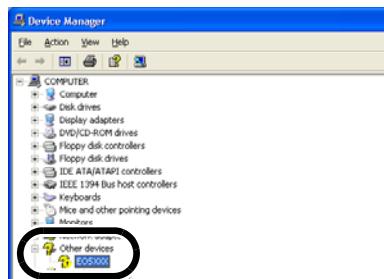 Device Manager
File Action View Help
COMPUTER
Computer
Disk drives
Display adapters
DVD/CD-ROM drives
Floppy disk controllers
Floppy disk drives
IDE ATA/ATAPI controllers
IEEE 1394 Bus host controllers
Keyboards
Mice and other pointing devices
Monitors
Network adapte
Other devices
EOSXXX